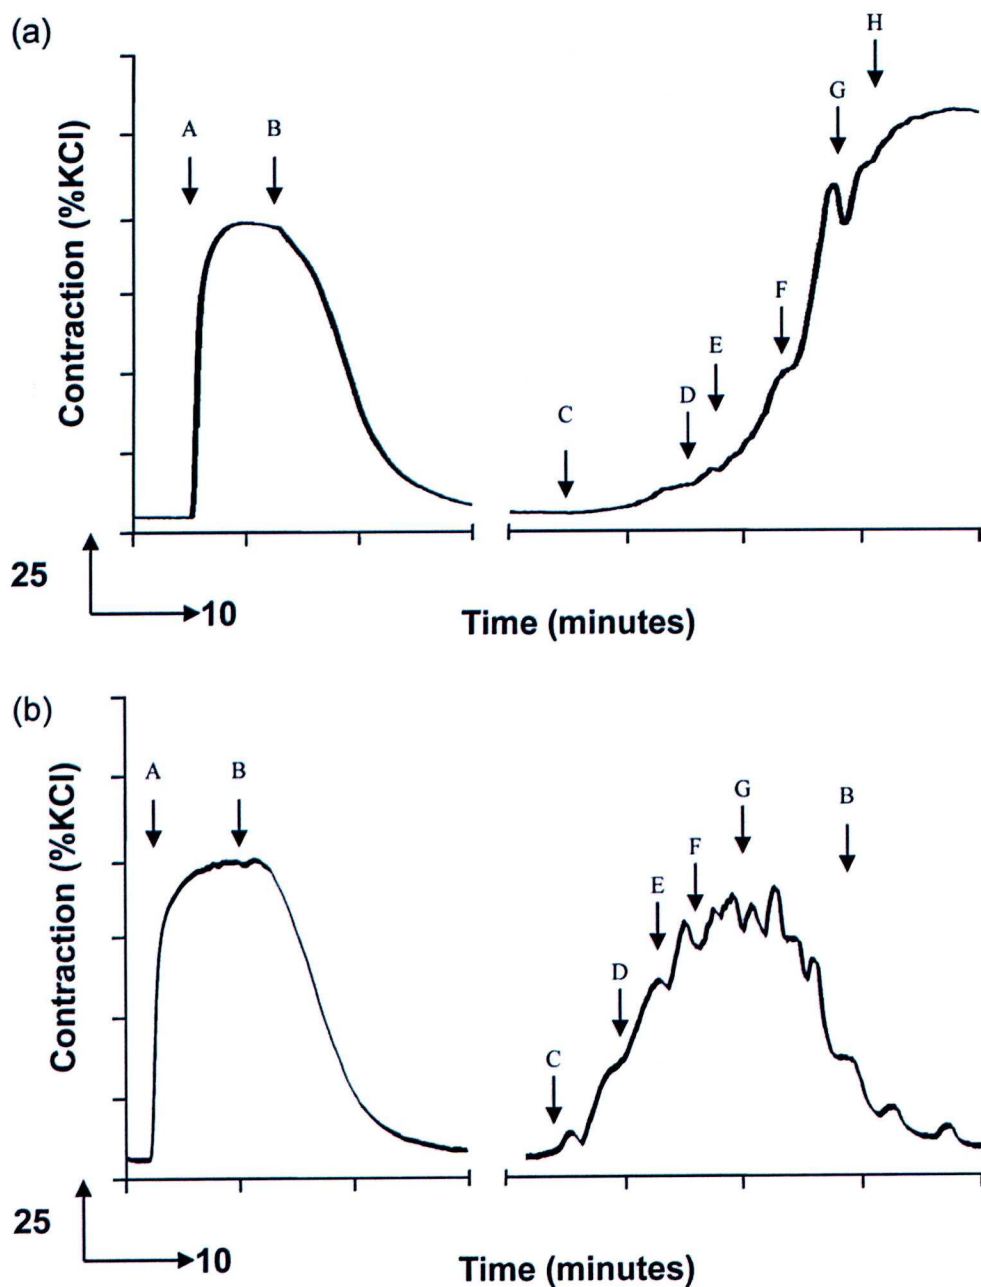 (a)
H
G
A
B
F
E
D
C
Contraction (%KCl)
25
10
Time (minutes)
(b)
A
B
G
B
F
E
D
C
Contraction (%KCl)
25
10
Time (minutes)